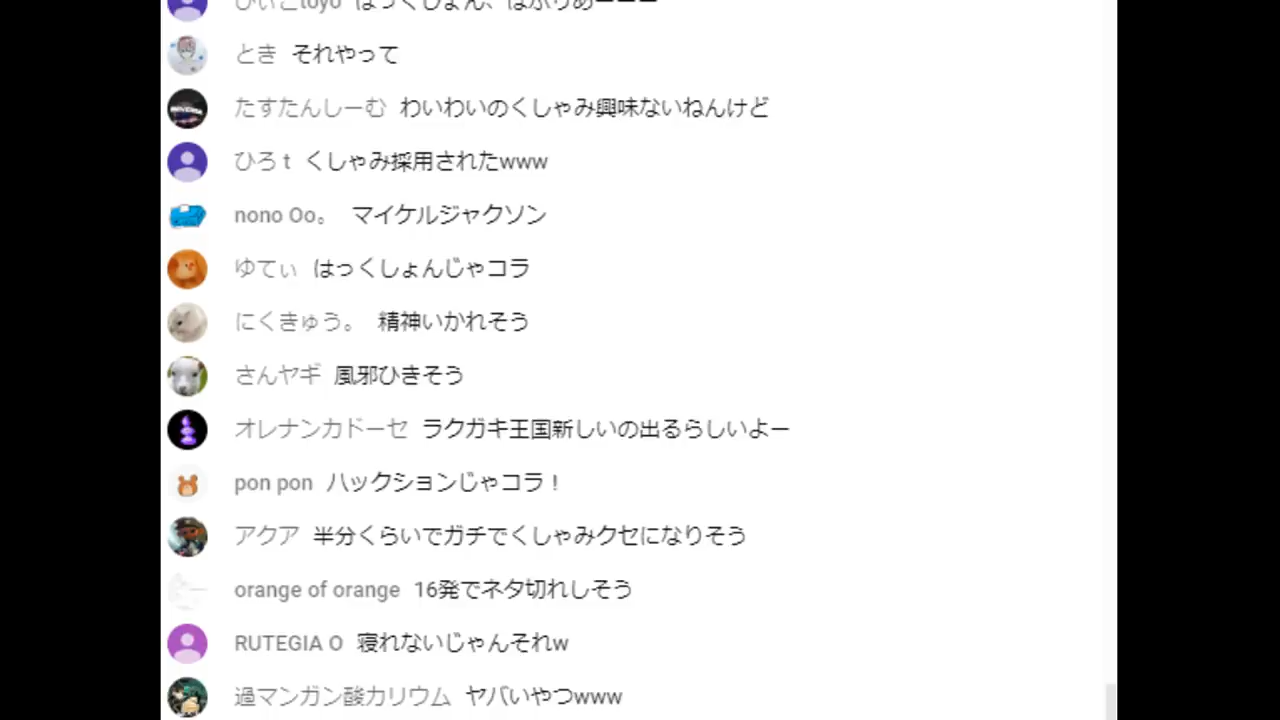 とき それやって
たすたんしーむ わいわいのくしゃみ興味ないねんけど
ひろ t くしゃみ採用されたwww
nono Oo。 マイケルジャクソン
ゆてぃ はっくしょんじゃコラ
にくきゅう。 精神いかれそう
さんヤギ 風邪ひきそう
オレナンカドーセ ラクガキ王国新しいの出るらしいよー
pon pon ハックションじゃコラ！
アクア 半分くらいでガチでくしゃみクセになりそう
orange of orange 16発でネタ切れしそう
RUTEGIA O 寝れないじゃんそれw
過マンガン酸カリウム ヤバいやつwww